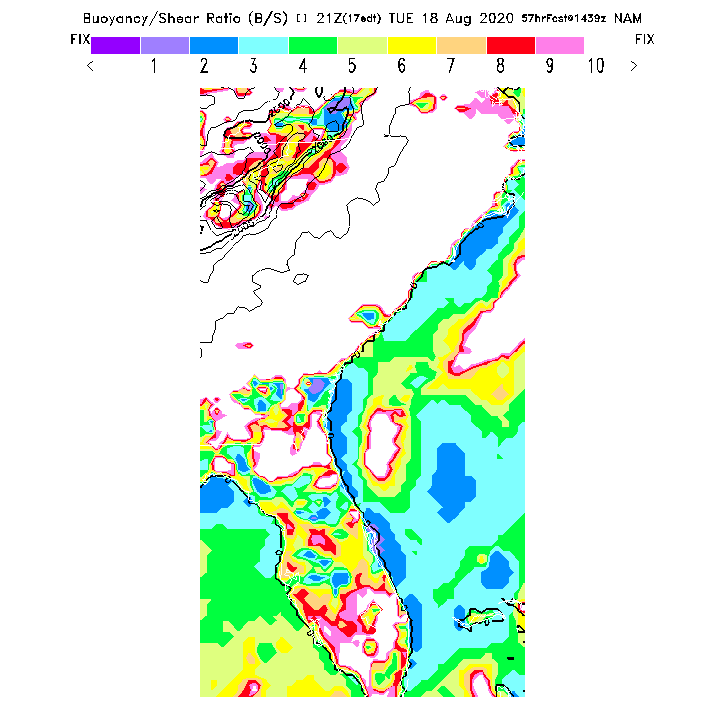 Buoyancy/Shear Ratio (B/S) [] 21Z(17edt) TUE 18 Aug 2020 57hrFcst@1439z NAM
FIX FIX
< 1 2 3 4 5 6 7 8 9 10 >